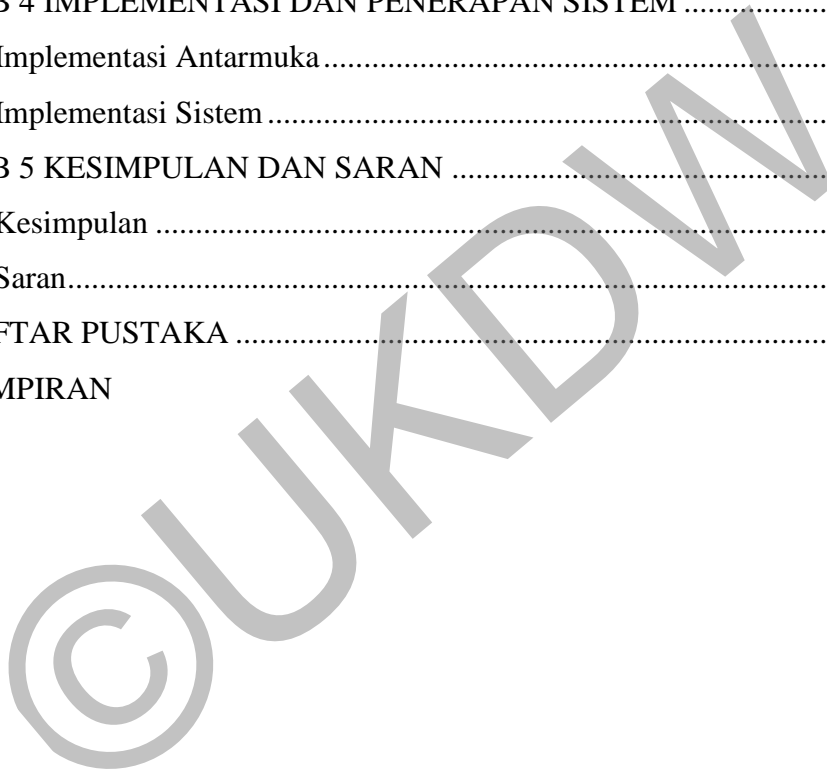 B 4 IMPLEMENTASI DAN PENERAPAN SISTEM ..................
Implementasi Antarmuka ..................
Implementasi Sistem ..................
B 5 KESIMPULAN DAN SARAN ..................
Kesimpulan ..................
Saran ..................
FTAR PUSTAKA ..................
MPIRAN
©UKDW